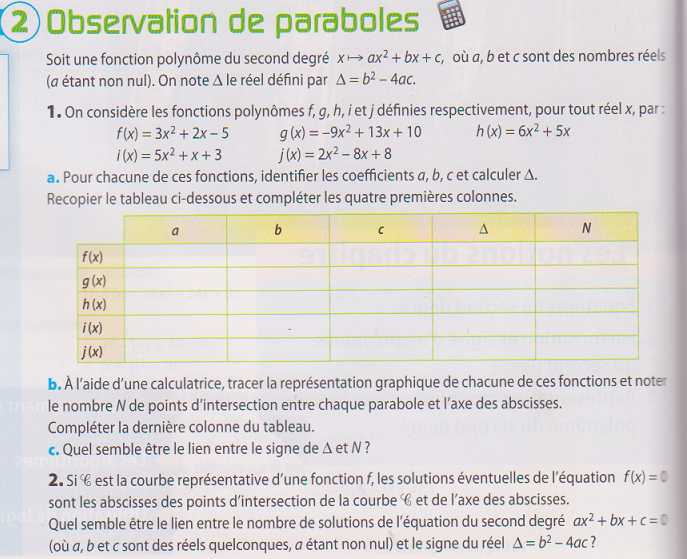 2 Observation de paraboles
Soit une fonction polynôme du second degré x ↦ ax² + bx + c, où a, b et c sont des nombres réels
(a étant non nul). On note Δ le réel défini par Δ = b² – 4ac.
1. On considère les fonctions polynômes f, g, h, i et j définies respectivement, pour tout réel x, par :
f(x) = 3x² + 2x – 5 g(x) = –9x² + 13x + 10 h(x) = 6x² + 5x
i(x) = 5x² + x + 3 j(x) = 2x² – 8x + 8
a. Pour chacune de ces fonctions, identifier les coefficients a, b, c et calculer Δ.
Recopier le tableau ci-dessous et compléter les quatre premières colonnes.
a b c Δ N
f(x)
g(x)
h(x)
i(x)
j(x)
b. À l'aide d'une calculatrice, tracer la représentation graphique de chacune de ces fonctions et noter
le nombre N de points d'intersection entre chaque parabole et l'axe des abscisses.
Compléter la dernière colonne du tableau.
c. Quel semble être le lien entre le signe de Δ et N ?
2. Si 𝒞 est la courbe représentative d'une fonction f, les solutions éventuelles de l'équation f(x) = 0
sont les abscisses des points d'intersection de la courbe 𝒞 et de l'axe des abscisses.
Quel semble être le lien entre le nombre de solutions de l'équation du second degré ax² + bx + c = 0
(où a, b et c sont des réels quelconques, a étant non nul) et le signe du réel Δ = b² – 4ac ?